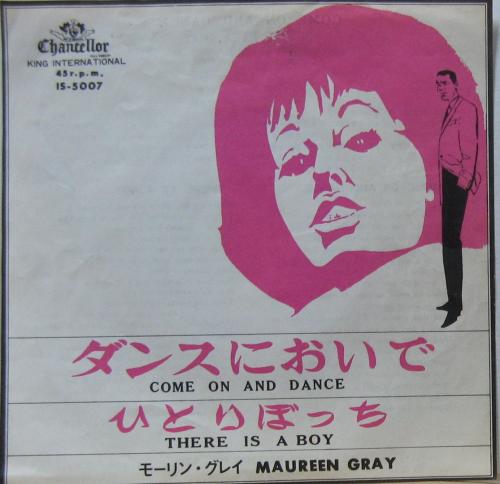 Chancellor
KING INTERNATIONAL
45 r.p.m.
IS-5007
ダンスにおいで
COME ON AND DANCE
ひとりぼっち
THERE IS A BOY
モーリン・グレイ MAUREEN GRAY